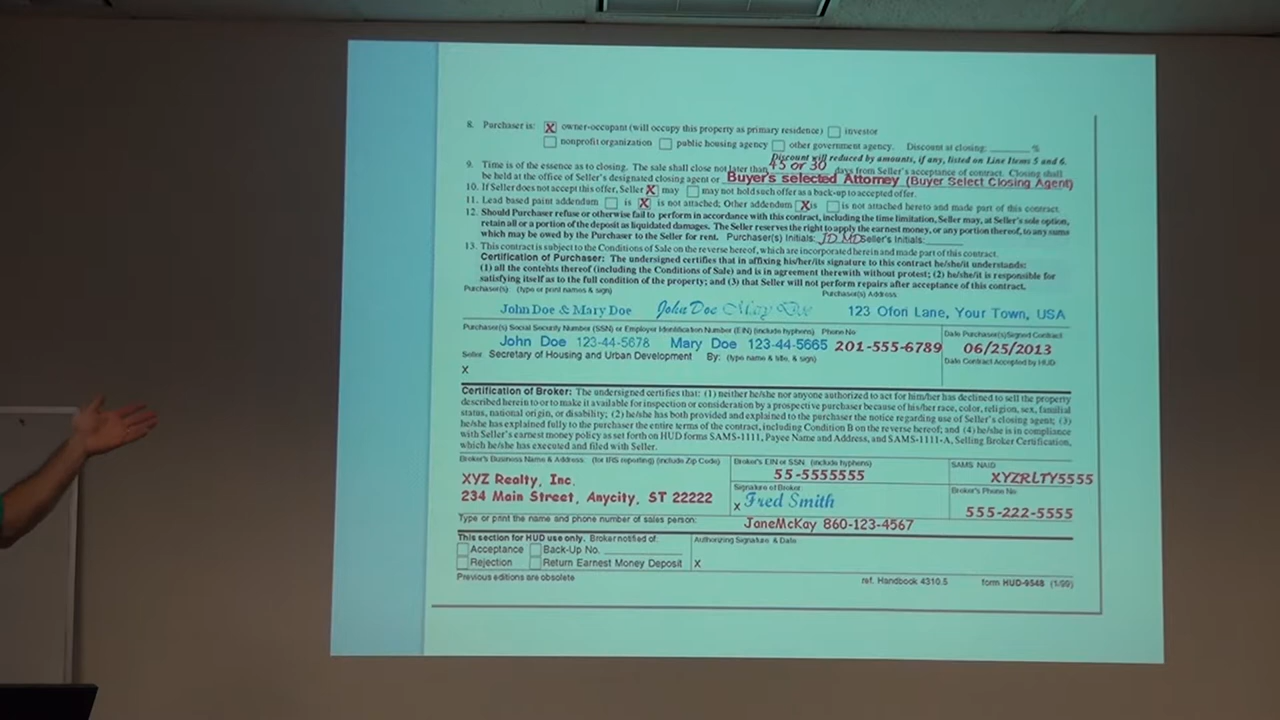 8. Purchaser is: X owner-occupant (will occupy this property as primary residence) investor
nonprofit organization public housing agency other government agency. Discount at closing: ______ %
Discount will reduced by amounts, if any, listed on Line Items 5 and 6.
9. Time is of the essence as to closing. The sale shall close not later than 45 or 30 days from Seller's acceptance of contract. Closing shall
be held at the office of Seller's designated closing agent or Buyer's selected Attorney (Buyer Select Closing Agent)
10. If Seller does not accept this offer, Seller X may may not hold such offer as a back-up to accepted offer.
11. Lead based paint addendum is X is not attached; Other addendum X is is not attached hereto and made part of this contract.
12. Should Purchaser refuse or otherwise fail to perform in accordance with this contract, including the time limitation, Seller may, at Seller's sole option,
retain all or a portion of the deposit as liquidated damages. The Seller reserves the right to apply the earnest money, or any portion thereof, to any sums
which may be owed by the Purchaser to the Seller for rent. Purchaser(s) Initials: JD MD Seller's Initials: ______
13. This contract is subject to the Conditions of Sale on the reverse hereof, which are incorporated herein and made part of this contract.
Certification of Purchaser: The undersigned certifies that in affixing his/her/its signature to this contract he/she/it understands:
(1) all the contents thereof (including the Conditions of Sale) and is in agreement therewith without protest; (2) he/she/it is responsible for
satisfying itself as to the full condition of the property; and (3) that Seller will not perform repairs after acceptance of this contract.
Purchaser(s): (type or print names & sign) Purchaser(s) Address:
John Doe & Mary Doe John Doe Mary Doe 123 Ofori Lane, Your Town, USA
Purchaser(s) Social Security Number (SSN) or Employer Identification Number (EIN) (include hyphens) Phone No: Date Purchaser(s) Signed Contract
John Doe 123-44-5678 Mary Doe 123-44-5665 201-555-6789 06/25/2013
Seller: Secretary of Housing and Urban Development By: (type name & title, & sign) Date Contract Accepted by HUD:
X
Certification of Broker: The undersigned certifies that: (1) neither he/she nor anyone authorized to act for him/her has declined to sell the property
described herein to or to make it available for inspection or consideration by a prospective purchaser because of his/her race, color, religion, sex, familial
status, national origin, or disability; (2) he/she has both provided and explained to the purchaser the notice regarding use of Seller's closing agent; (3)
he/she has explained fully to the purchaser the entire terms of the contract, including Condition B on the reverse hereof; and (4) he/she is in compliance
with Seller's earnest money policy as set forth on HUD forms SAMS-1111, Payee Name and Address, and SAMS-1111-A, Selling Broker Certification,
which he/she has executed and filed with Seller.
Broker's Business Name & Address: (for IRS reporting) (include Zip Code) Broker's EIN or SSN: (include hyphens) SAMS NAID
XYZ Realty, Inc. 55-5555555 XYZRLTY5555
234 Main Street, Anycity, ST 22222 Signature of Broker: X Fred Smith Broker's Phone No:
555-222-5555
Type or print the name and phone number of sales person: JaneMcKay 860-123-4567
This section for HUD use only. Broker notified of: Authorizing Signature & Date:
Acceptance Back-Up No. ______
Rejection Return Earnest Money Deposit X
Previous editions are obsolete ref. Handbook 4310.5 form HUD-9548 (1/99)